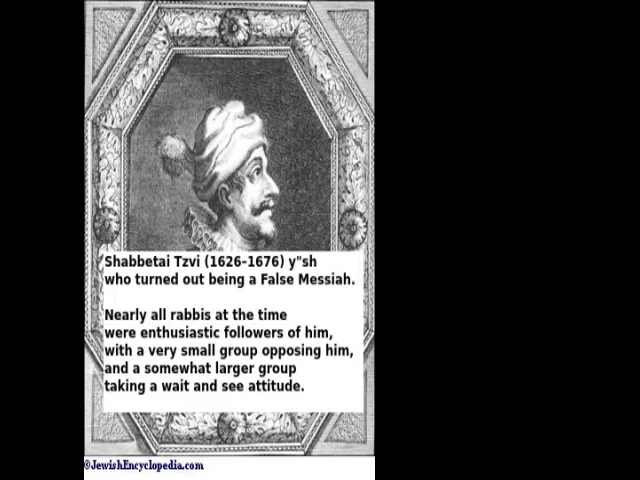 Shabbetai Tzvi (1626-1676) y"sh
who turned out being a False Messiah.
Nearly all rabbis at the time
were enthusiastic followers of him,
with a very small group opposing him,
and a somewhat larger group
taking a wait and see attitude.
©JewishEncyclopedia.com